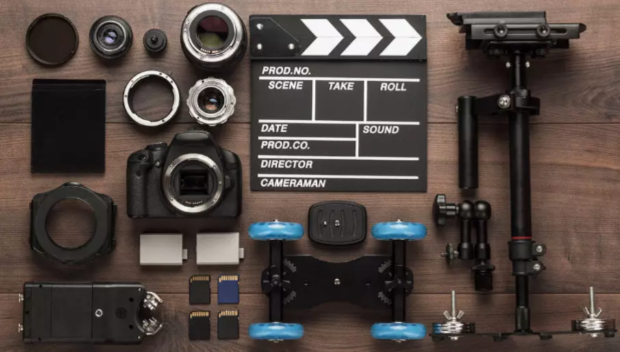 PROD.NO.
SCENE TAKE ROLL
DATE SOUND
PROD.CO.
DIRECTOR
CAMERAMAN